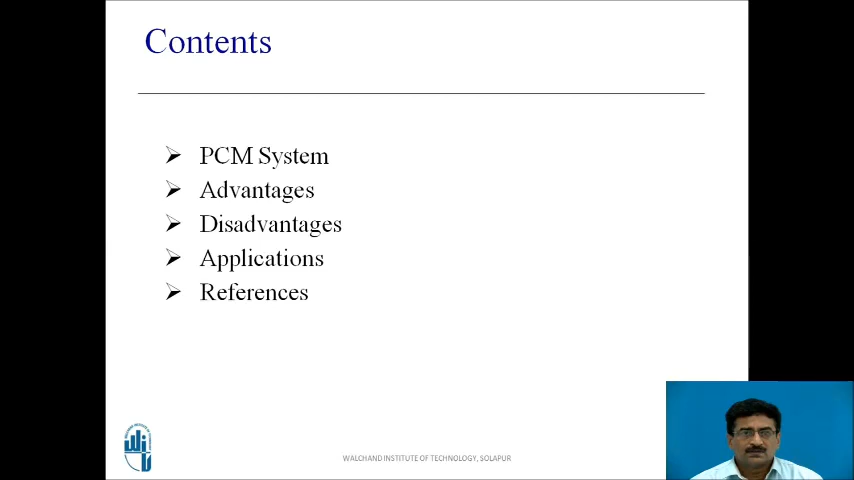 Contents
PCM System
Advantages
Disadvantages
Applications
References
WALCHAND INSTITUTE OF TECHNOLOGY, SOLAPUR